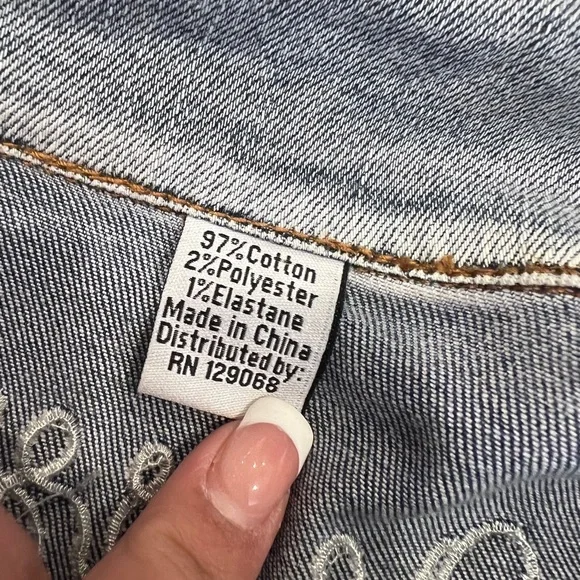 97%Cotton
2%Polyester
1%Elastane
Made in China
Distributed by:
RN 129068